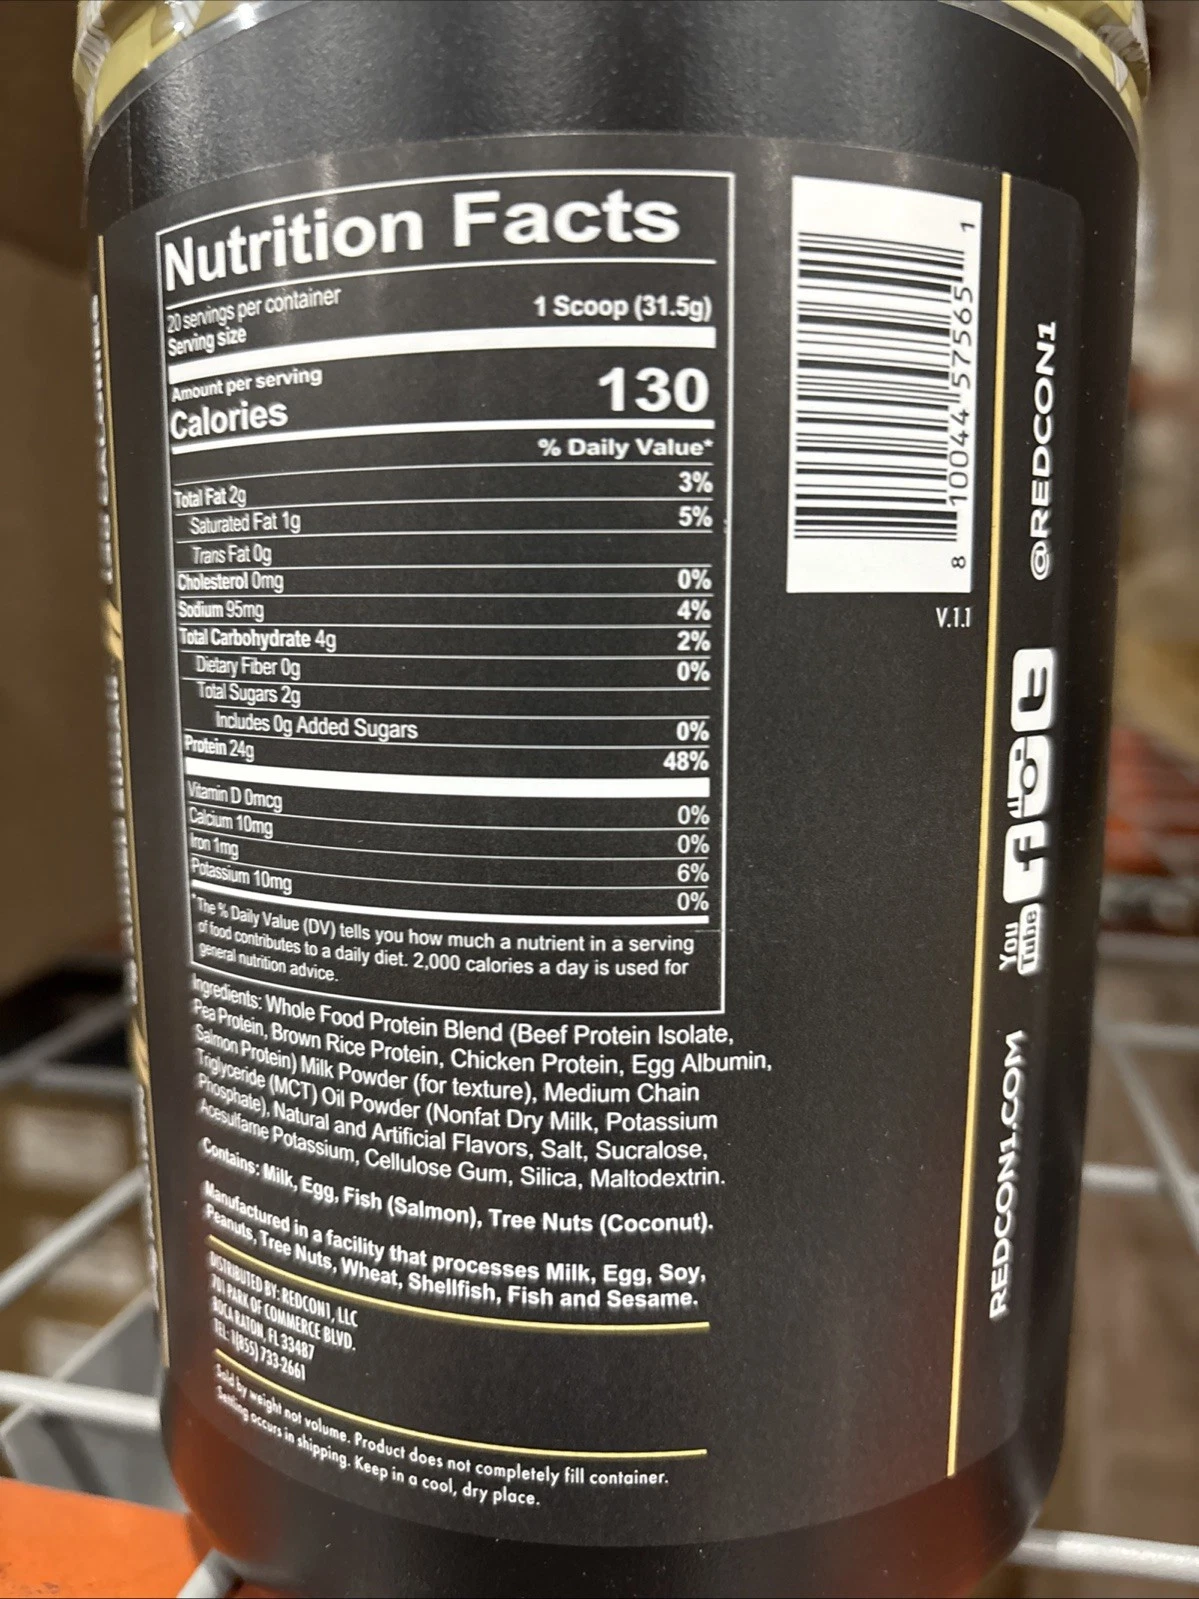 Nutrition Facts
20 servings per container
Serving size 1 Scoop (31.5g)
Amount per serving
Calories 130
% Daily Value*
Total Fat 2g 3%
Saturated Fat 1g 5%
Trans Fat 0g
Cholesterol 0mg 0%
Sodium 95mg 4%
Total Carbohydrate 4g 2%
Dietary Fiber 0g 0%
Total Sugars 2g
Includes 0g Added Sugars 0%
Protein 24g 48%
Vitamin D 0mcg 0%
Calcium 10mg 0%
Iron 1mg 6%
Potassium 10mg 0%
*The % Daily Value (DV) tells you how much a nutrient in a serving
of food contributes to a daily diet. 2,000 calories a day is used for
general nutrition advice.
Ingredients: Whole Food Protein Blend (Beef Protein Isolate,
Pea Protein, Brown Rice Protein, Chicken Protein, Egg Albumin,
Salmon Protein) Milk Powder (for texture), Medium Chain
Triglyceride (MCT) Oil Powder (Nonfat Dry Milk, Potassium
Phosphate), Natural and Artificial Flavors, Salt, Sucralose,
Acesulfame Potassium, Cellulose Gum, Silica, Maltodextrin.
Contains: Milk, Egg, Fish (Salmon), Tree Nuts (Coconut).
Manufactured in a facility that processes Milk, Egg, Soy,
Peanuts, Tree Nuts, Wheat, Shellfish, Fish and Sesame.
DISTRIBUTED BY: REDCON1, LLC
701 PARK OF COMMERCE BLVD.
BOCA RATON, FL 33487
TEL: 1(855) 733-2661
Sold by weight not volume. Product does not completely fill container.
Settling occurs in shipping. Keep in a cool, dry place.
8 10044 57565 1
V.1.1
REDCON1.COM You Tube f t @REDCON1